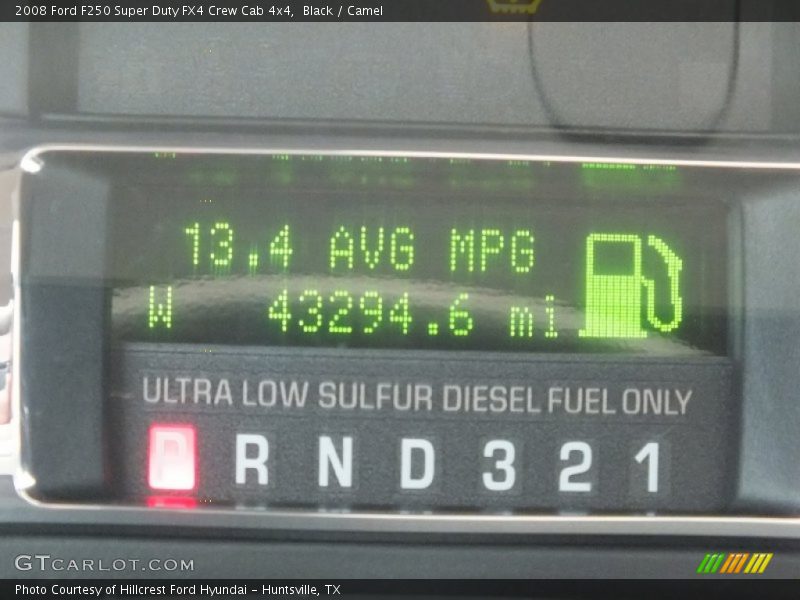 2008 Ford F250 Super Duty FX4 Crew Cab 4x4, Black / Camel
13.4 AVG MPG
W 43294.6 mi
ULTRA LOW SULFUR DIESEL FUEL ONLY
P R N D 3 2 1
GTCARLOT.COM
Photo Courtesy of Hillcrest Ford Hyundai - Huntsville, TX